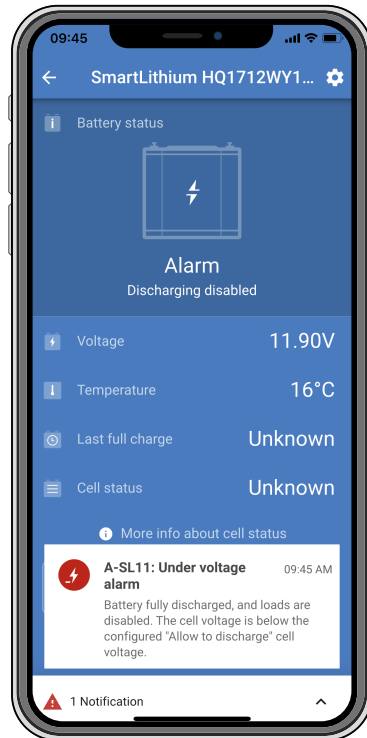 09:45
SmartLithium HQ1712WY1...
Battery status
Alarm
Discharging disabled
Voltage 11.90V
Temperature 16°C
Last full charge Unknown
Cell status Unknown
More info about cell status
A-SL11: Under voltage 09:45 AM
alarm
Battery fully discharged, and loads are
disabled. The cell voltage is below the
configured "Allow to discharge" cell
voltage.
1 Notification